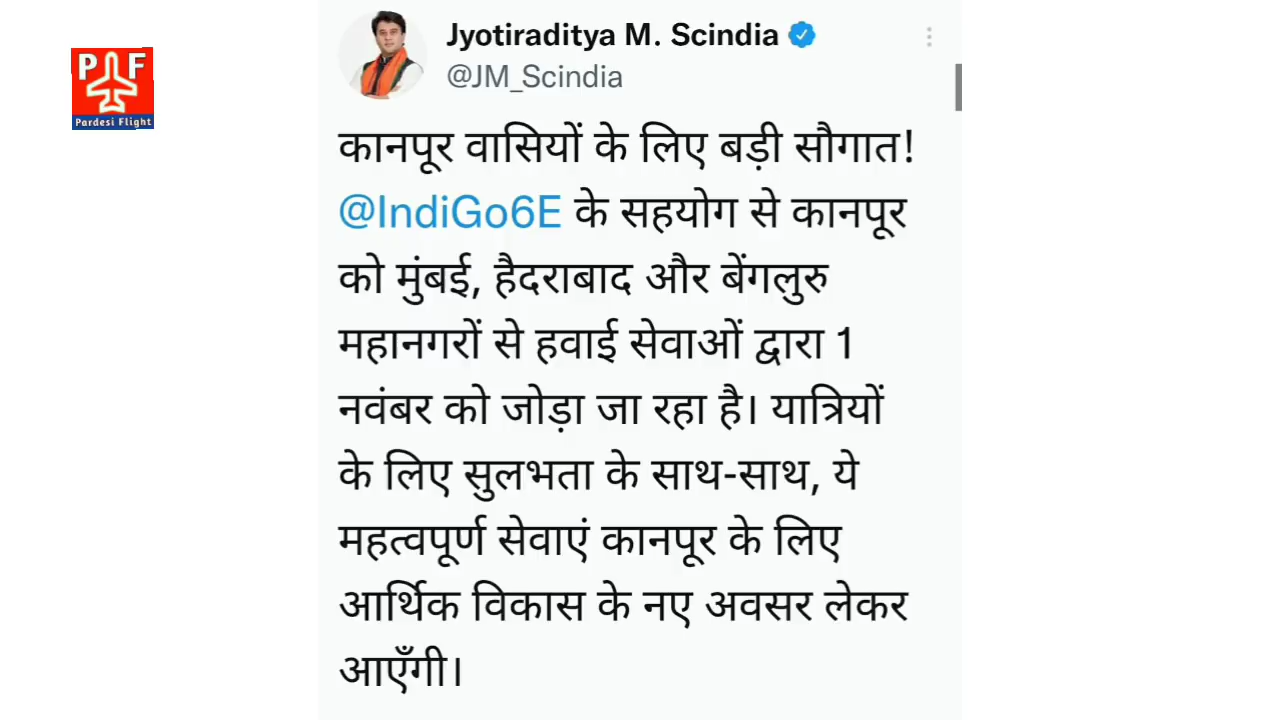 P F
Pardesi Flight
Jyotiraditya M. Scindia
@JM_Scindia
कानपूर वासियों के लिए बड़ी सौगात!
@IndiGo6E के सहयोग से कानपूर
को मुंबई, हैदराबाद और बेंगलुरु
महानगरों से हवाई सेवाओं द्वारा 1
नवंबर को जोड़ा जा रहा है। यात्रियों
के लिए सुलभता के साथ-साथ, ये
महत्वपूर्ण सेवाएं कानपूर के लिए
आर्थिक विकास के नए अवसर लेकर
आएँगी।